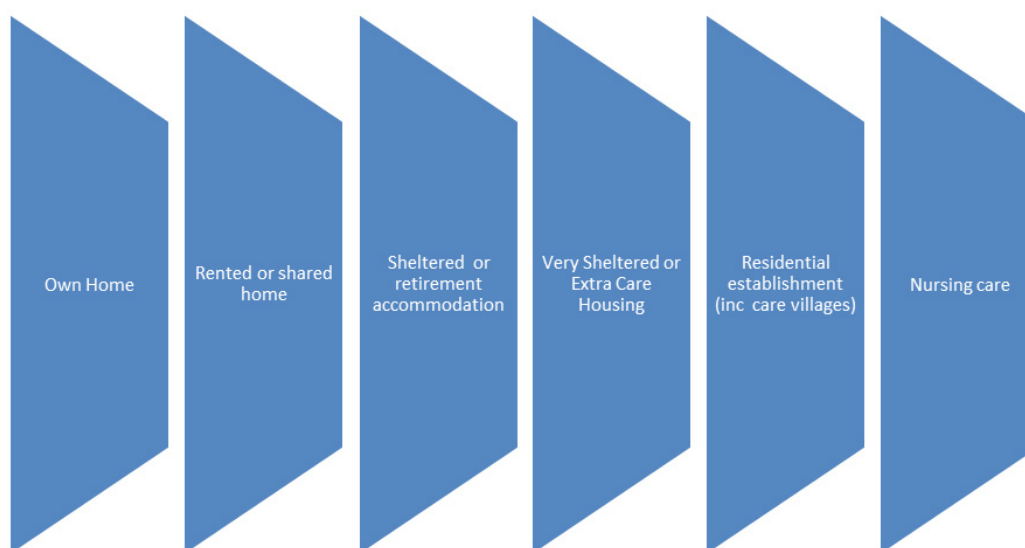 Own Home
Rented or shared
home
Sheltered or
retirement
accommodation
Very Sheltered or
Extra Care
Housing
Residential
establishment
(inc care villages)
Nursing care